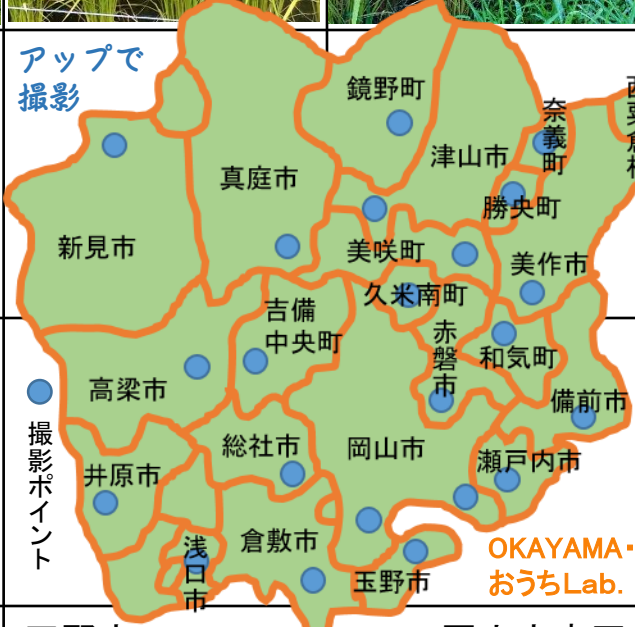 アップで
撮影
鏡野町
奈義町
津山市
真庭市
勝央町
新見市
美咲町
美作市
久米南町
吉備
中央町
赤磐市
和気町
高梁市
備前市
撮影ポイント
総社市
岡山市
瀬戸内市
井原市
浅口市
倉敷市
玉野市
OKAYAMA・
おうちLab.